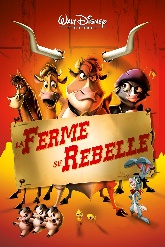 WALT DISNEY
PICTURES
LA FERME
SE REBELLE